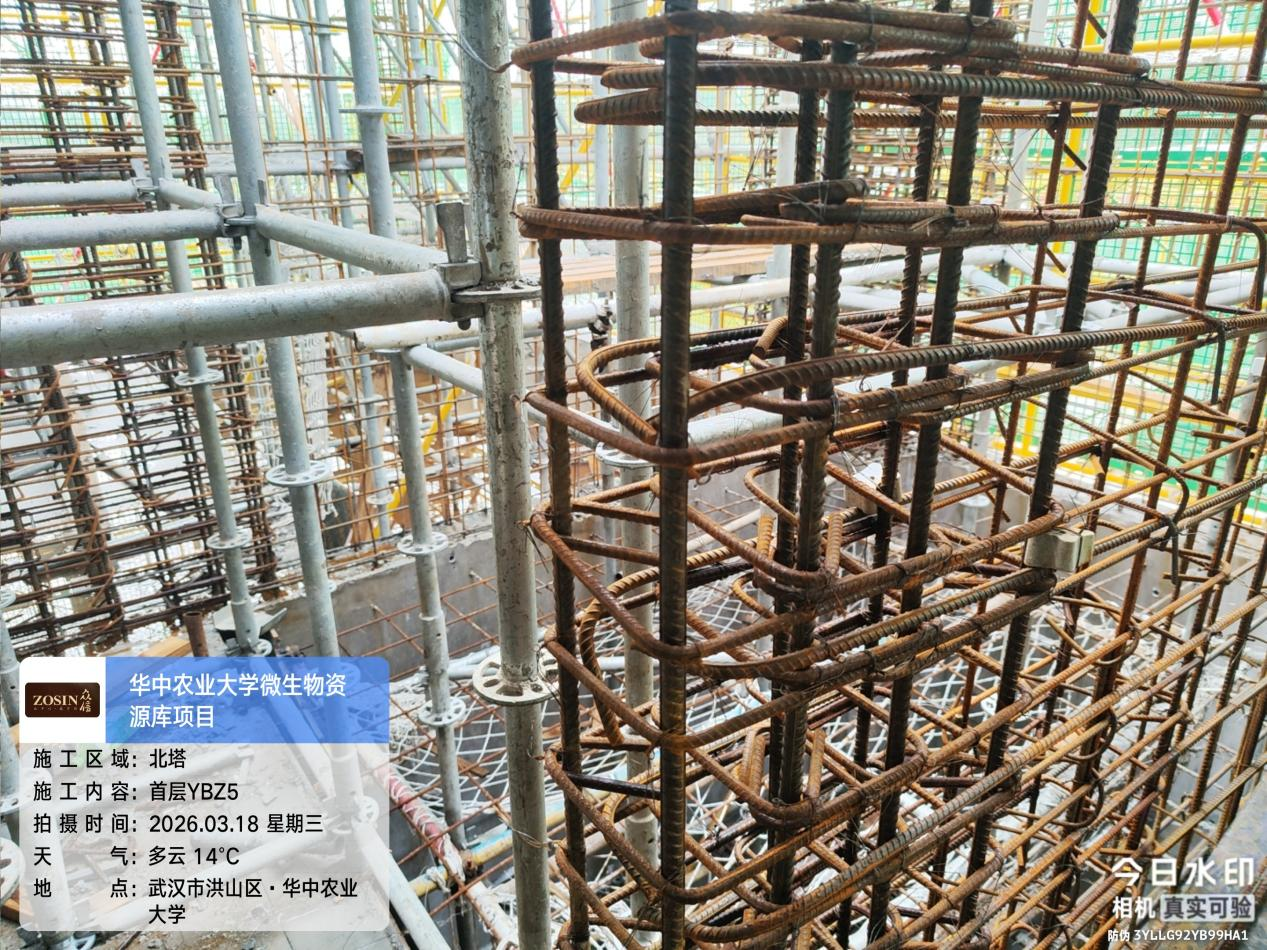 ZOSIN 众信
华中农业大学微生物资
源库项目
施工区域：北塔
施工内容：首层YBZ5
拍摄时间：2026.03.18 星期三
天气：多云 14℃
地点：武汉市洪山区·华中农业
大学
今日水印
相机 真实可验
防伪 3YLLG92YB99HA1